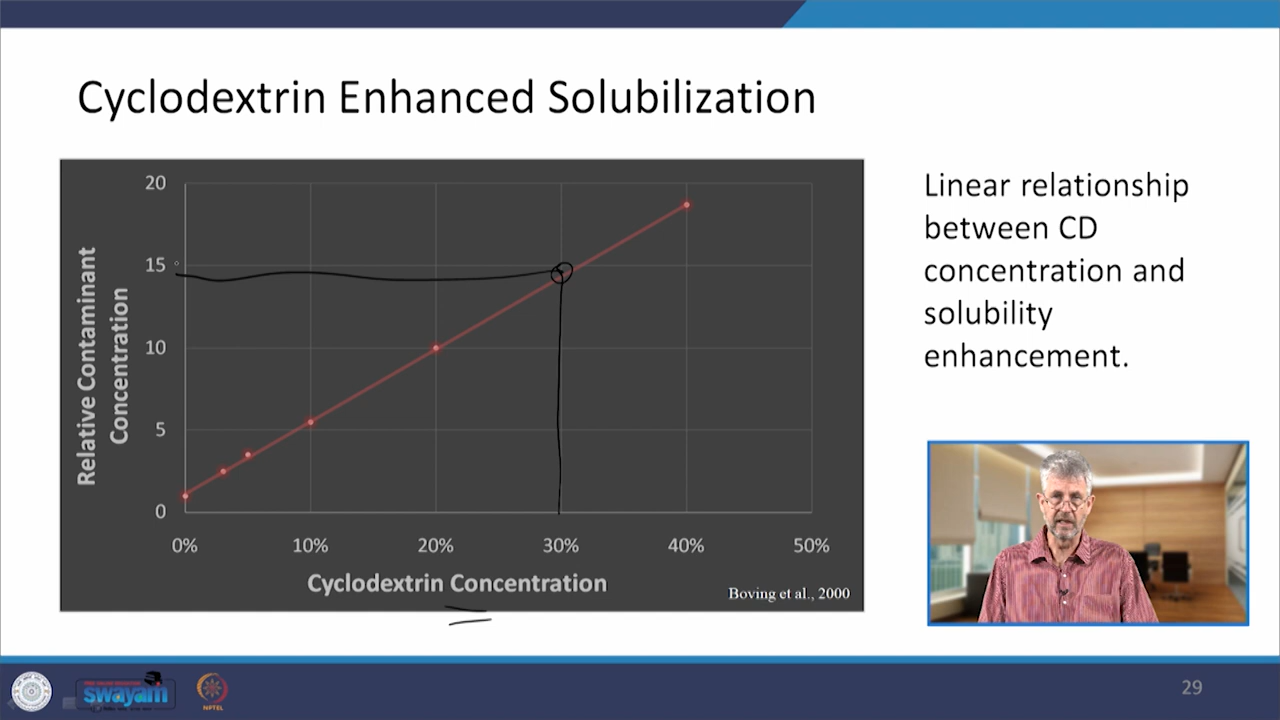 Cyclodextrin Enhanced Solubilization
Relative Contaminant
Concentration
20
15
10
5
0
0% 10% 20% 30% 40% 50%
Cyclodextrin Concentration
Boving et al., 2000
Linear relationship
between CD
concentration and
solubility
enhancement.
swayam
NPTEL
29